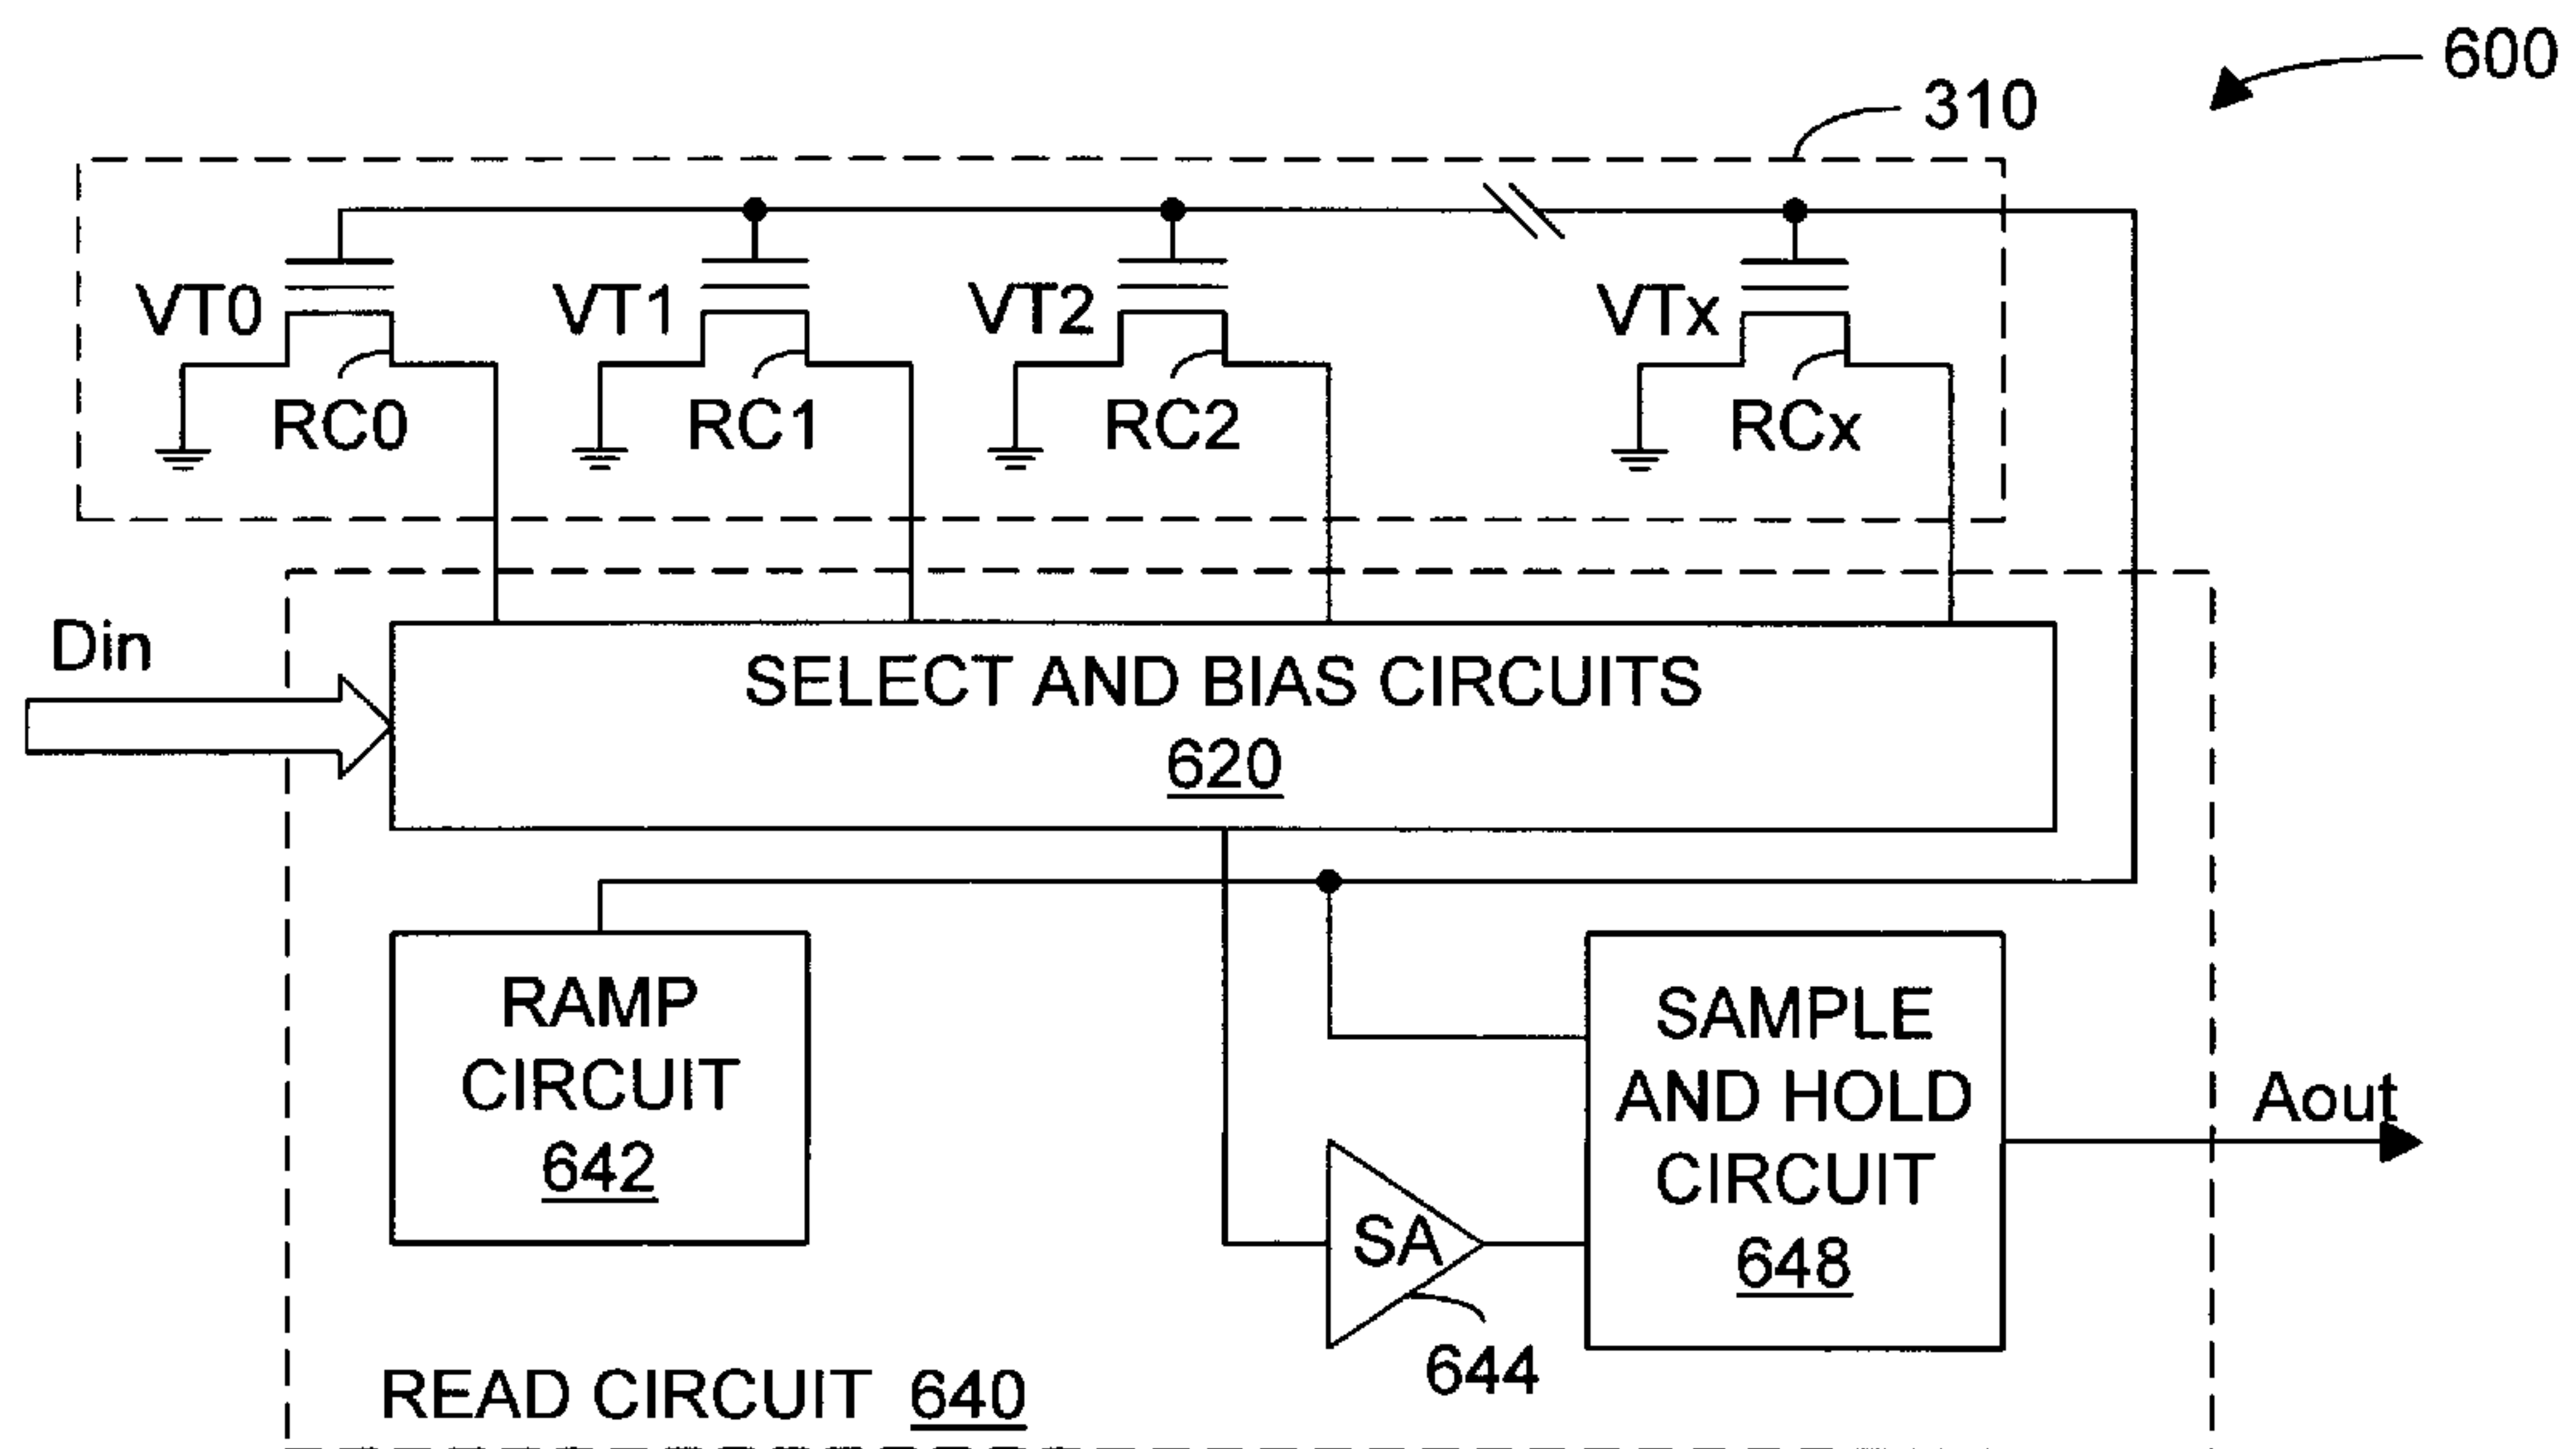 600
310
VT0
VT1
VT2
VTx
RC0
RC1
RC2
RCx
Din
SELECT AND BIAS CIRCUITS
620
RAMP
CIRCUIT
642
SAMPLE
AND HOLD
CIRCUIT
648
Aout
SA
644
READ CIRCUIT 640